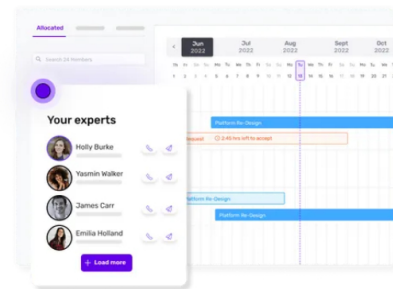 Allocated
Search 24 Members
Jun Jul Aug Sept Oct
2022 2022 2022 2022 2022
Your experts
Holly Burke
Yasmin Walker
James Carr
Emilia Holland
+ Load more
Platform Re-Design
Request 2:45 hrs left to accept
Platform Re-Design
Platform Re-Design